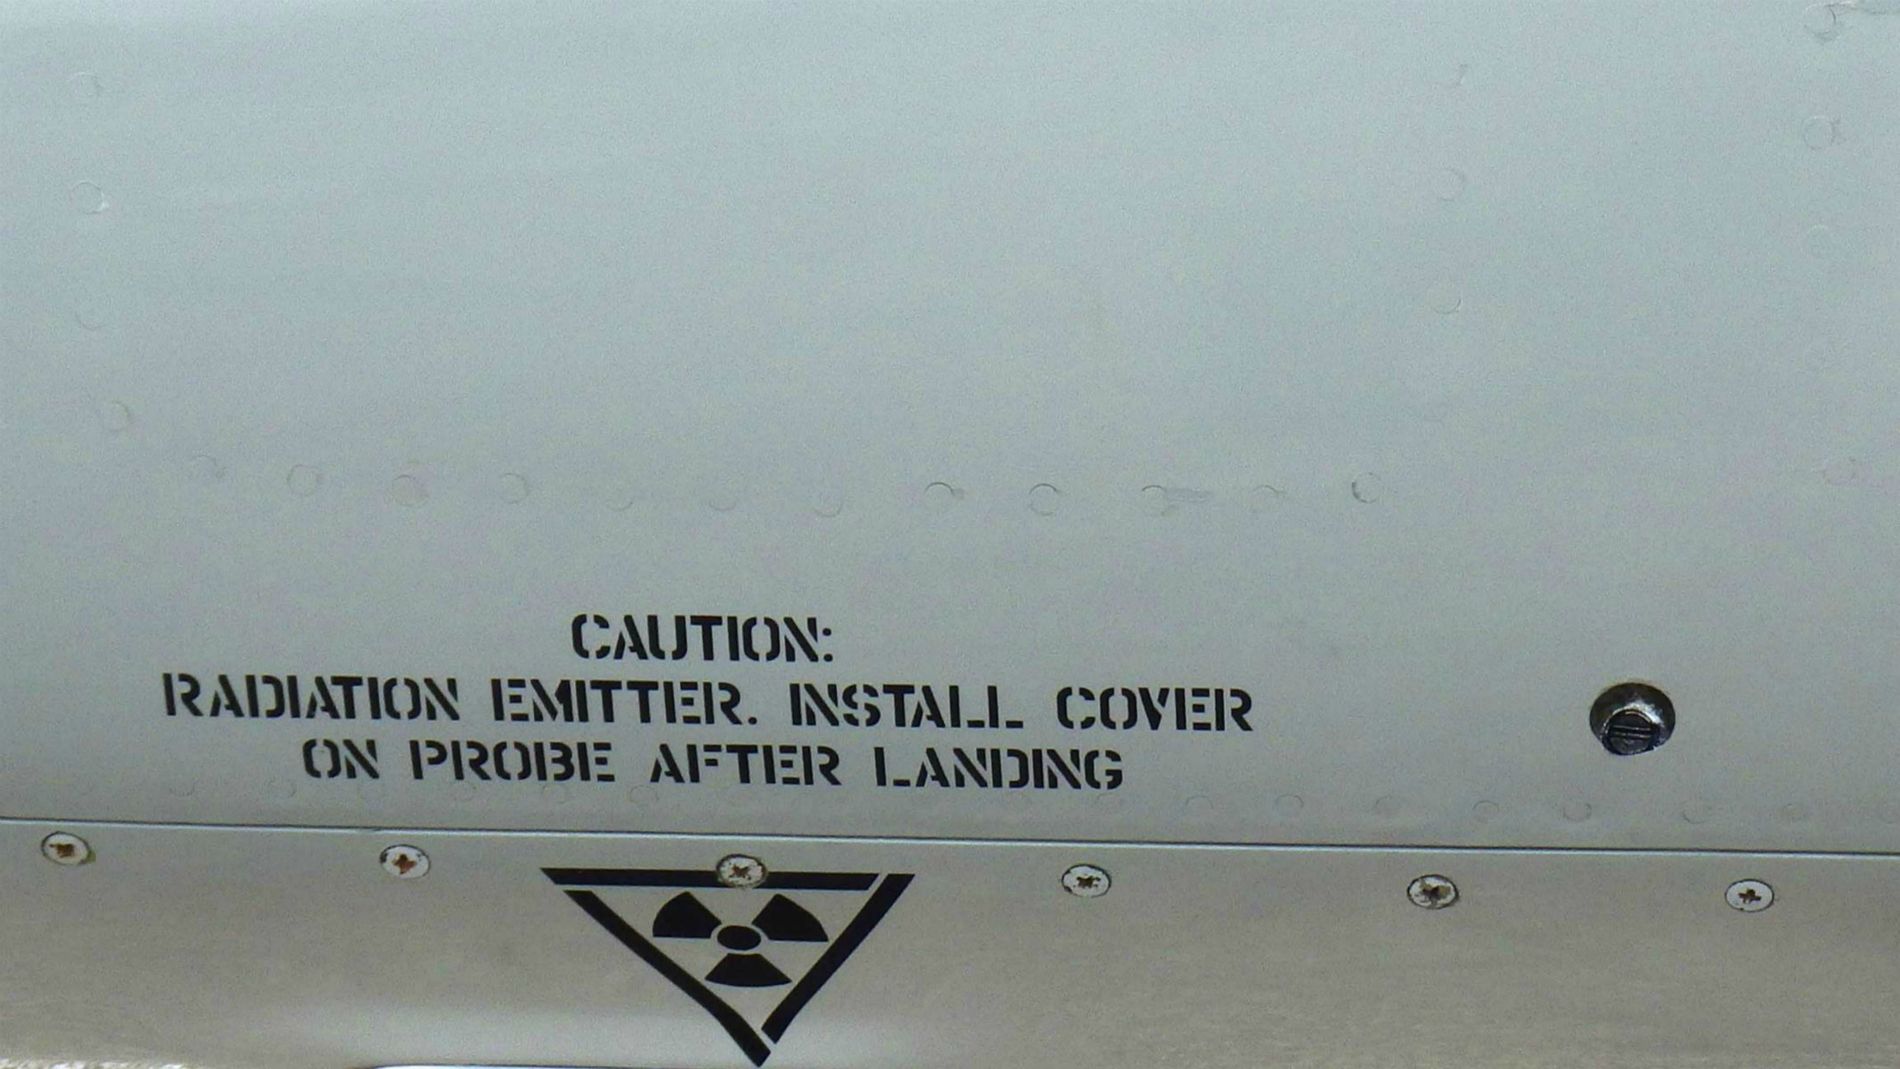 CAUTION:
RADIATION EMITTER. INSTALL COVER
ON PROBE AFTER LANDING